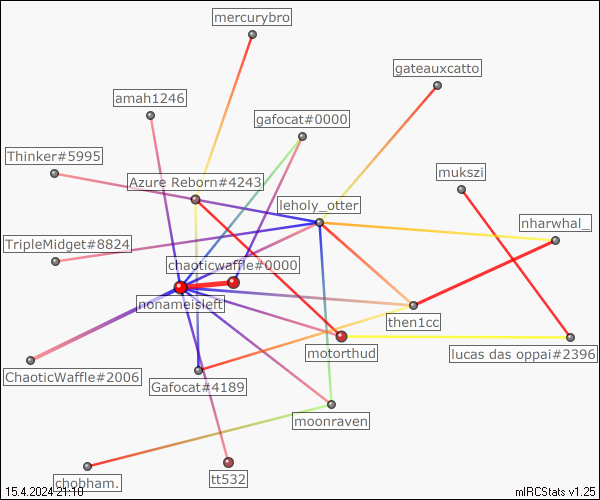 mercurybro
gateauxcatto
amah1246
gafocat#0000
Thinker#5995
mukszi
Azure Reborn#4243
leholy_otter
nharwhal_
TripleMidget#8824
chaoticwaffle#0000
nonameisleft
then1cc
motorthud
lucas das oppai#2396
ChaoticWaffle#2006
Gafocat#4189
moonraven
chobham.
tt532
15.4.2024 21:10
mIRCStats v1.25